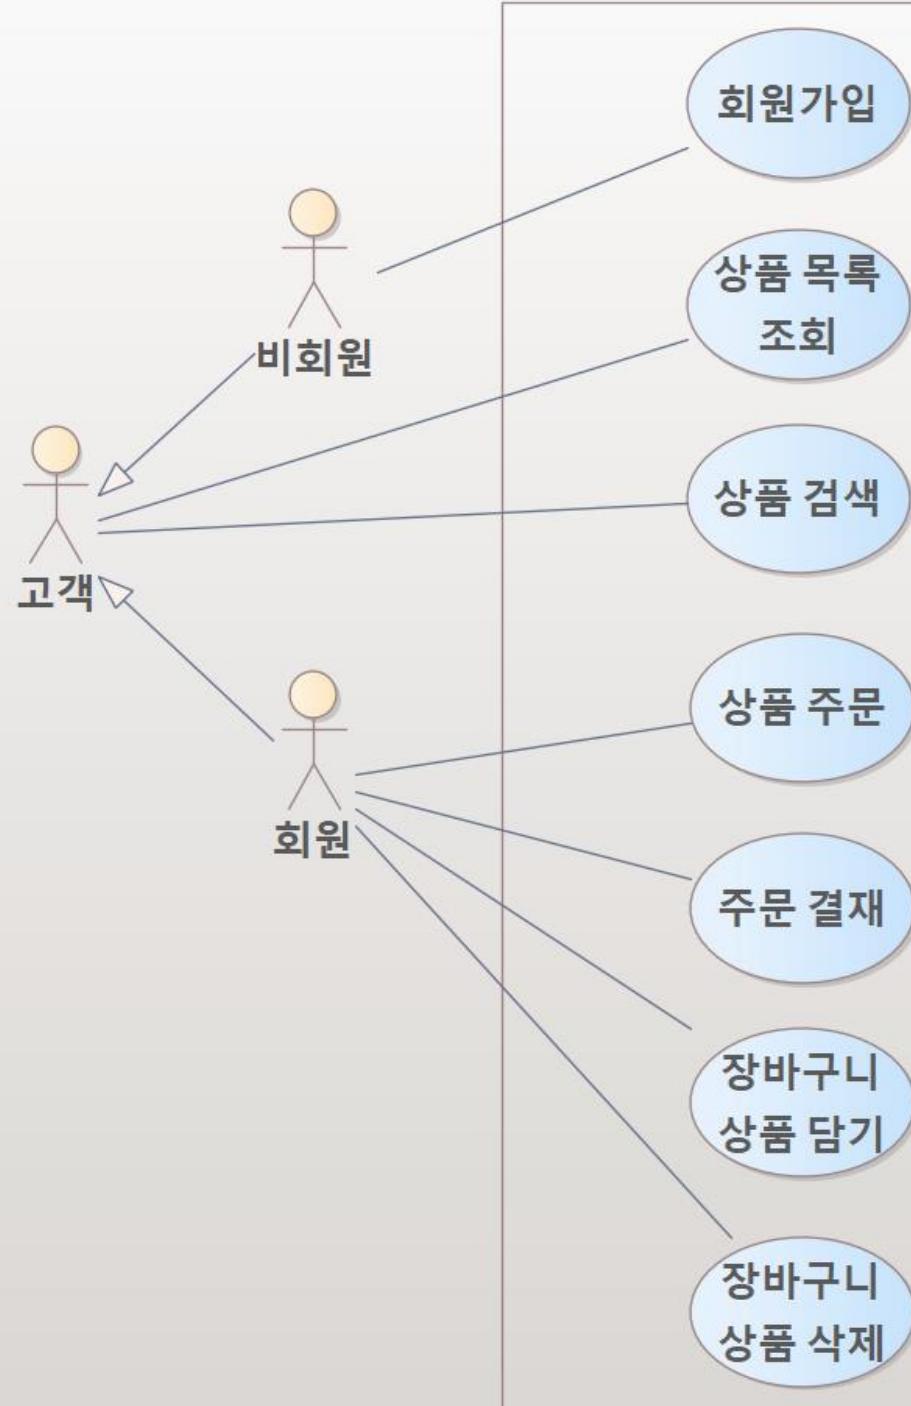 회원가입
비회원
상품 목록
조회
고객
상품 검색
회원
상품 주문
주문 결재
장바구니
상품 담기
장바구니
상품 삭제